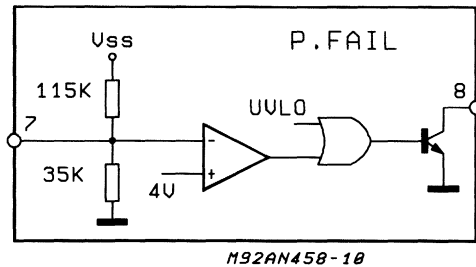 Vss
P.FAIL
115K
7
8
UVLO
-
35K
4V
+
M92AN458-10